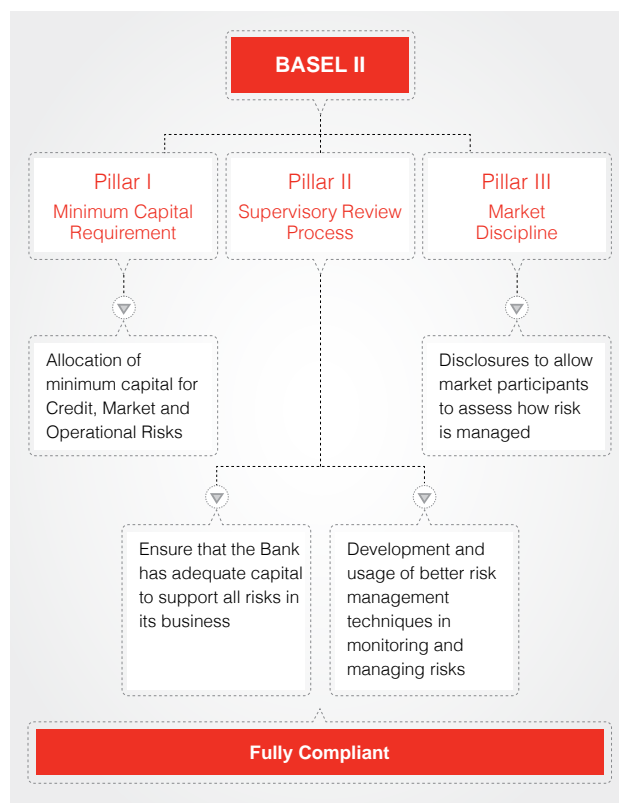 BASEL II
Pillar I
Minimum Capital
Requirement
Pillar II
Supervisory Review
Process
Pillar III
Market
Discipline
Allocation of
minimum capital for
Credit, Market and
Operational Risks
Disclosures to allow
market participants
to assess how risk
is managed
Ensure that the Bank
has adequate capital
to support all risks in
its business
Development and
usage of better risk
management
techniques in
monitoring and
managing risks
Fully Compliant